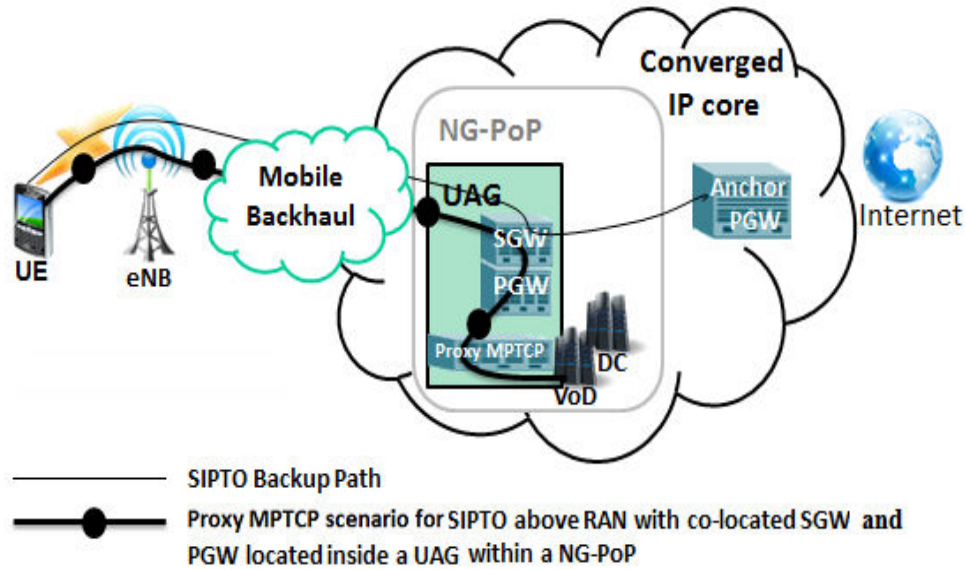 Converged
IP core
NG-PoP
Mobile
Backhaul
UAG
SGW
PGW
Anchor
PGW
Internet
UE
eNB
Proxy MPTCP
DC
VoD
SIPTO Backup Path
Proxy MPTCP scenario for SIPTO above RAN with co-located SGW and
PGW located inside a UAG within a NG-PoP